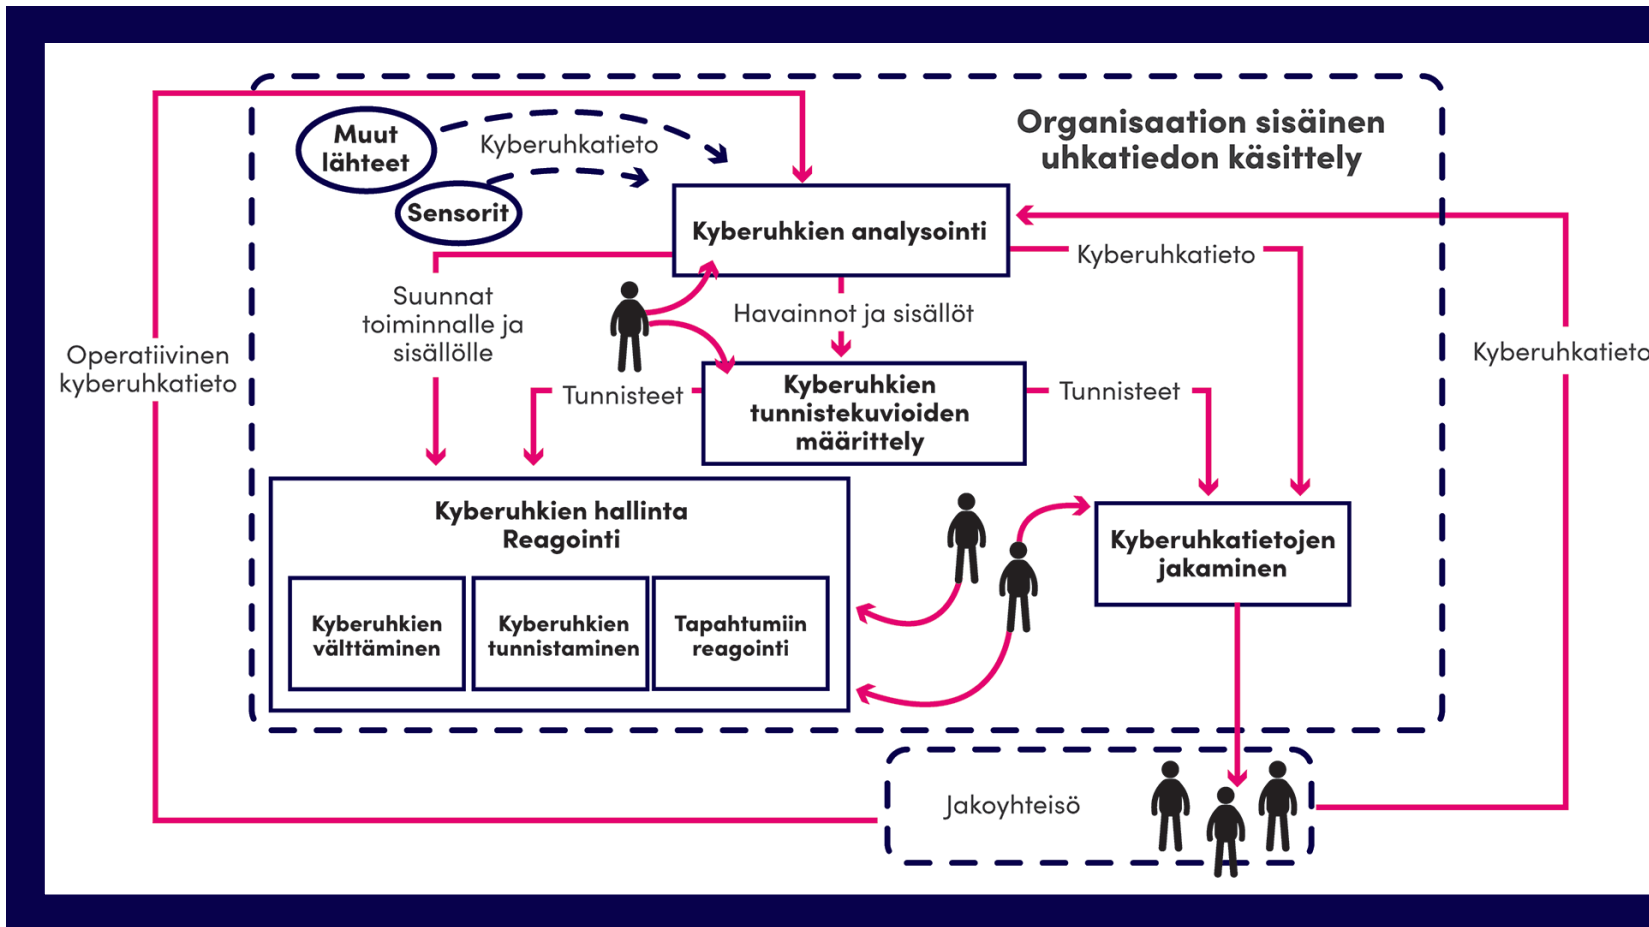 Organisaation sisäinen
uhkatiedon käsittely
Muut
lähteet
Kyberuhkatieto
Sensorit
Kyberuhkien analysointi
Kyberuhkatieto
Suunnat
toiminnalle ja
sisällölle
Havainnot ja sisällöt
Operatiivinen
kyberuhkatieto
Kyberuhkatieto
Tunnisteet
Kyberuhkien
tunnistekuvioiden
määrittely
Tunnisteet
Kyberuhkien hallinta
Reagointi
Kyberuhkien
välttäminen
Kyberuhkien
tunnistaminen
Tapahtumiin
reagointi
Kyberuhkatietojen
jakaminen
Jakoyhteisö